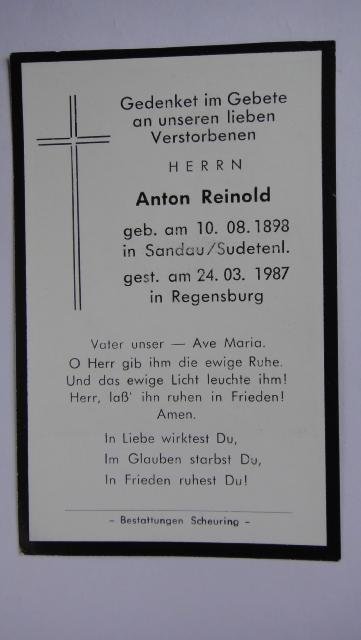 Gedenket im Gebete
an unseren lieben
Verstorbenen
HERRN
Anton Reinold
geb. am 10. 08. 1898
in Sandau/Sudetenl.
gest. am 24. 03. 1987
in Regensburg
Vater unser — Ave Maria.
O Herr gib ihm die ewige Ruhe.
Und das ewige Licht leuchte ihm!
Herr, laß' ihn ruhen in Frieden!
Amen.
In Liebe wirktest Du,
Im Glauben starbst Du,
In Frieden ruhest Du!
- Bestattungen Scheuring -